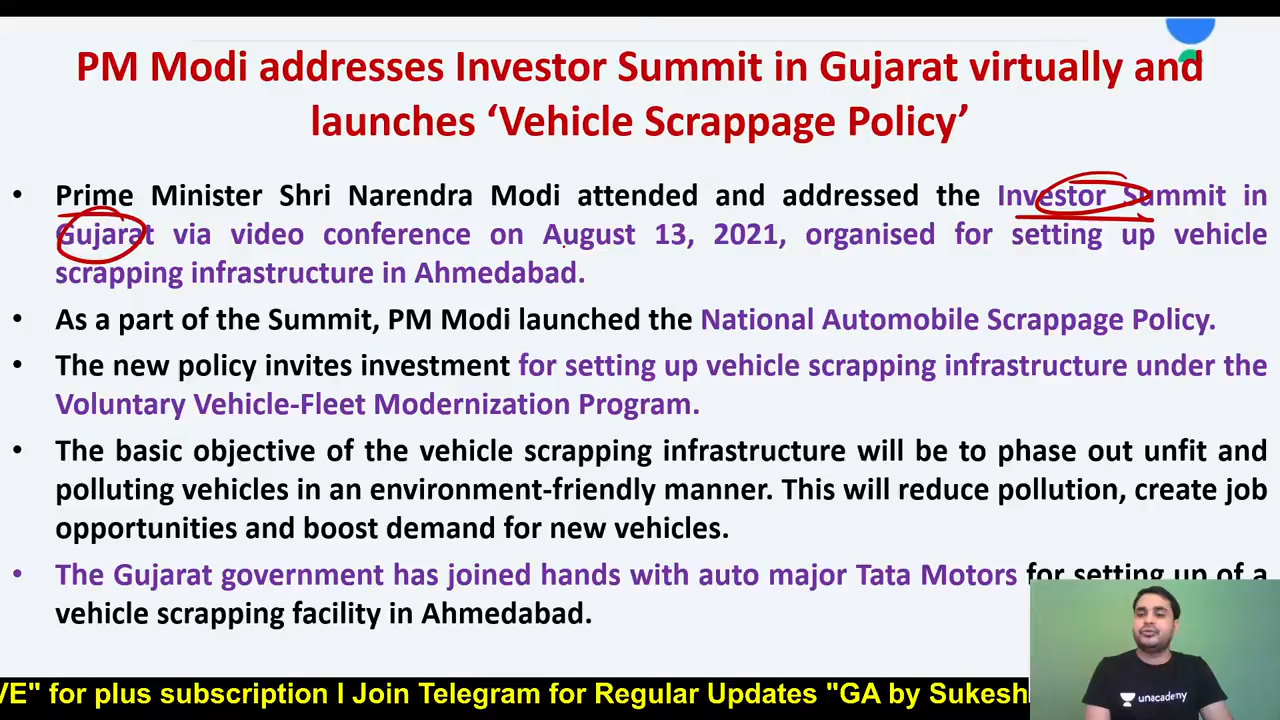 PM Modi addresses Investor Summit in Gujarat virtually and
launches ‘Vehicle Scrappage Policy’
• Prime Minister Shri Narendra Modi attended and addressed the Investor Summit in
Gujarat via video conference on August 13, 2021, organised for setting up vehicle
scrapping infrastructure in Ahmedabad.
• As a part of the Summit, PM Modi launched the National Automobile Scrappage Policy.
• The new policy invites investment for setting up vehicle scrapping infrastructure under the
Voluntary Vehicle-Fleet Modernization Program.
• The basic objective of the vehicle scrapping infrastructure will be to phase out unfit and
polluting vehicles in an environment-friendly manner. This will reduce pollution, create job
opportunities and boost demand for new vehicles.
• The Gujarat government has joined hands with auto major Tata Motors for setting up of a
vehicle scrapping facility in Ahmedabad.
unacademy
VE" for plus subscription I Join Telegram for Regular Updates "GA by Sukesh